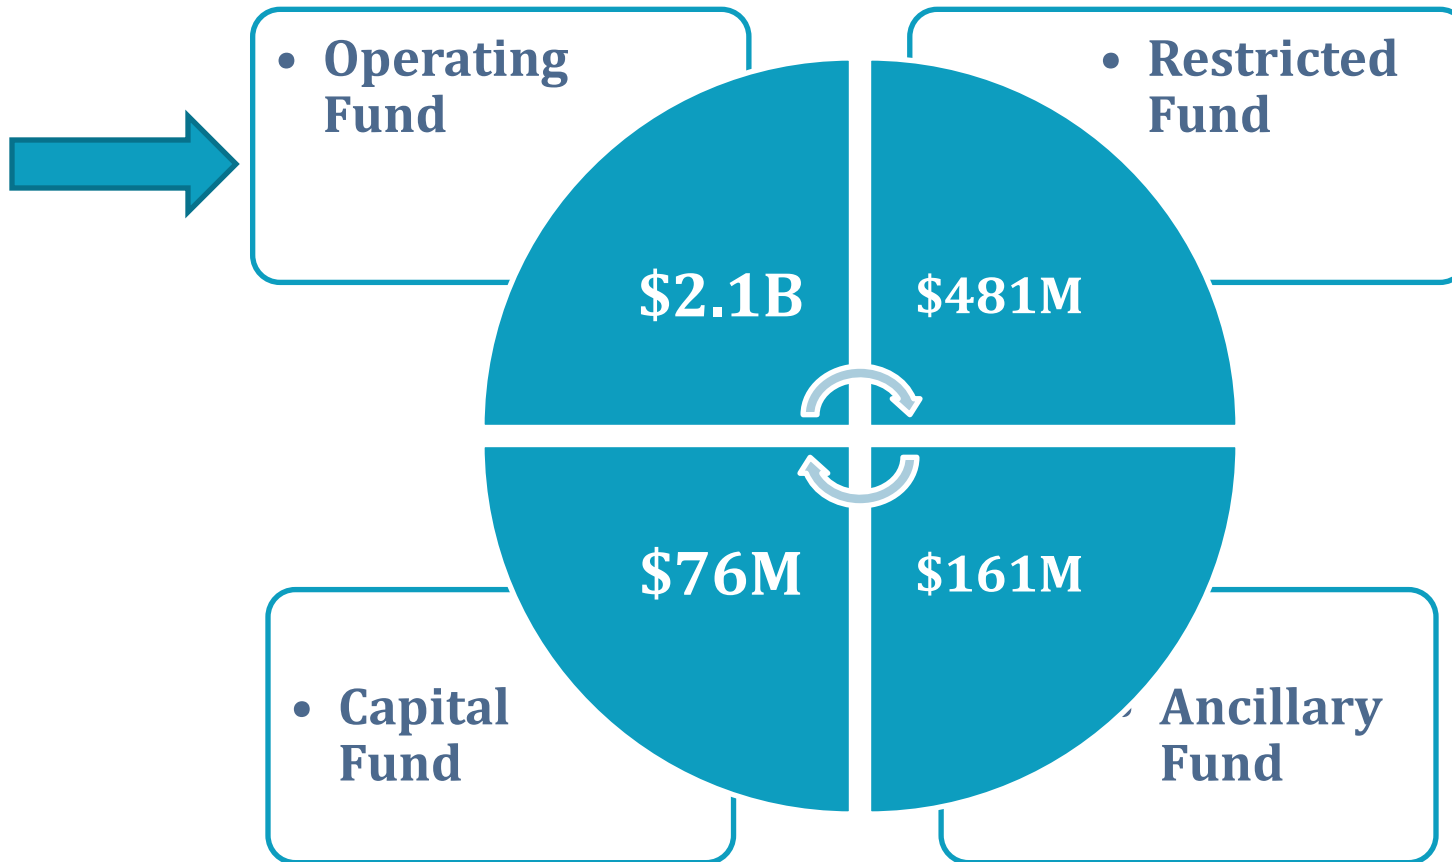 • Operating
Fund
• Restricted
Fund
$2.1B
$481M
$76M
$161M
• Capital
Fund
• Ancillary
Fund